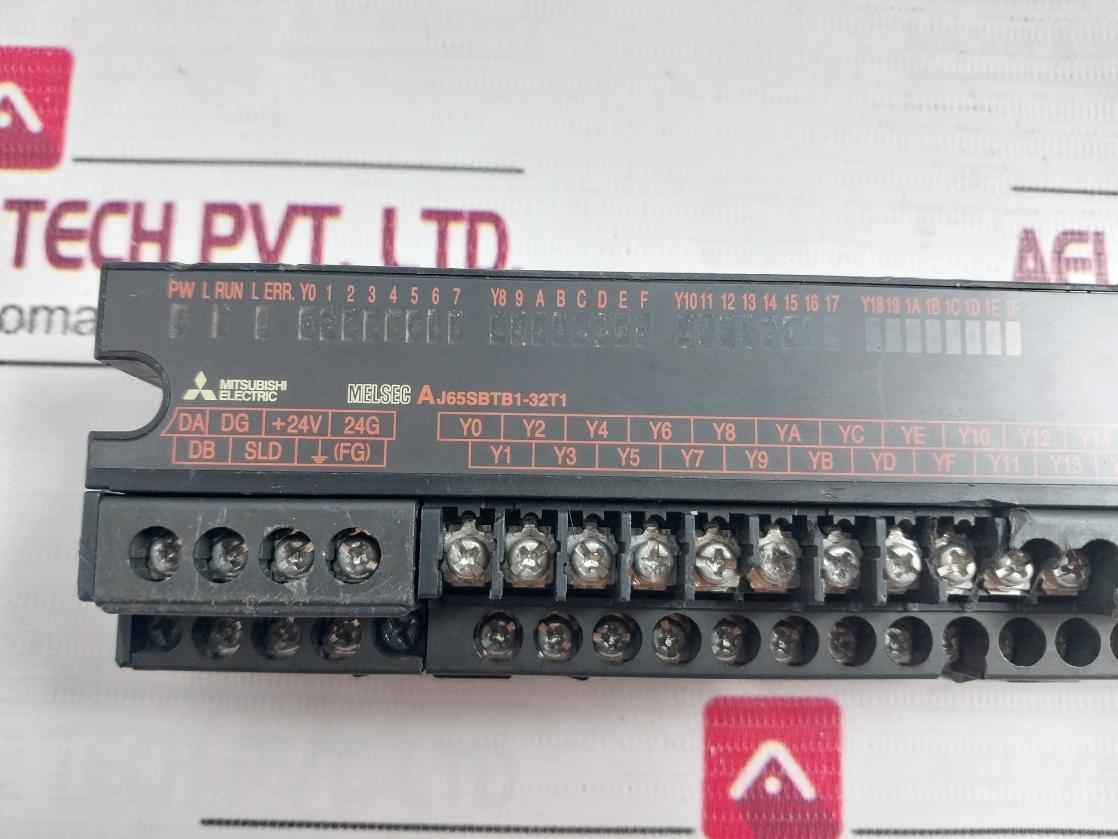 TECH PVT. LTD.
PW L RUN L ERR. Y0 1 2 3 4 5 6 7 Y8 9 A B C D E F Y10 11 12 13 14 15 16 17 Y18 19 1A 1B 1C 1D 1E 1F
MITSUBISHI
ELECTRIC
MELSEC AJ65SBTB1-32T1
DA DG +24V 24G
DB SLD (FG)
Y0 Y2 Y4 Y6 Y8 YA YC YE Y10 Y12
Y1 Y3 Y5 Y7 Y9 YB YD YF Y11 Y13